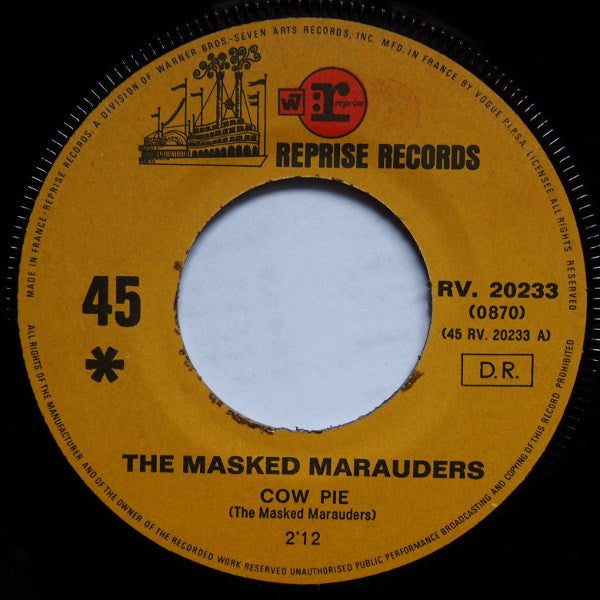 MADE IN FRANCE - REPRISE RECORDS, A DIVISION OF WARNER BROS.-SEVEN ARTS RECORDS, INC. MFD. IN FRANCE BY VOGUE P.I.P.S.A. LICENSEE ALL RIGHTS RESERVED
W
r
reprise
REPRISE RECORDS
45
*
RV. 20233
(0870)
(45 RV. 20233 A)
D.R.
THE MASKED MARAUDERS
COW PIE
(The Masked Marauders)
2'12
ALL RIGHTS OF THE MANUFACTURER AND OF THE OWNER OF THE RECORDED WORK RESERVED UNAUTHORISED PUBLIC PERFORMANCE BROADCASTING AND COPYING OF THIS RECORD PROHIBITED